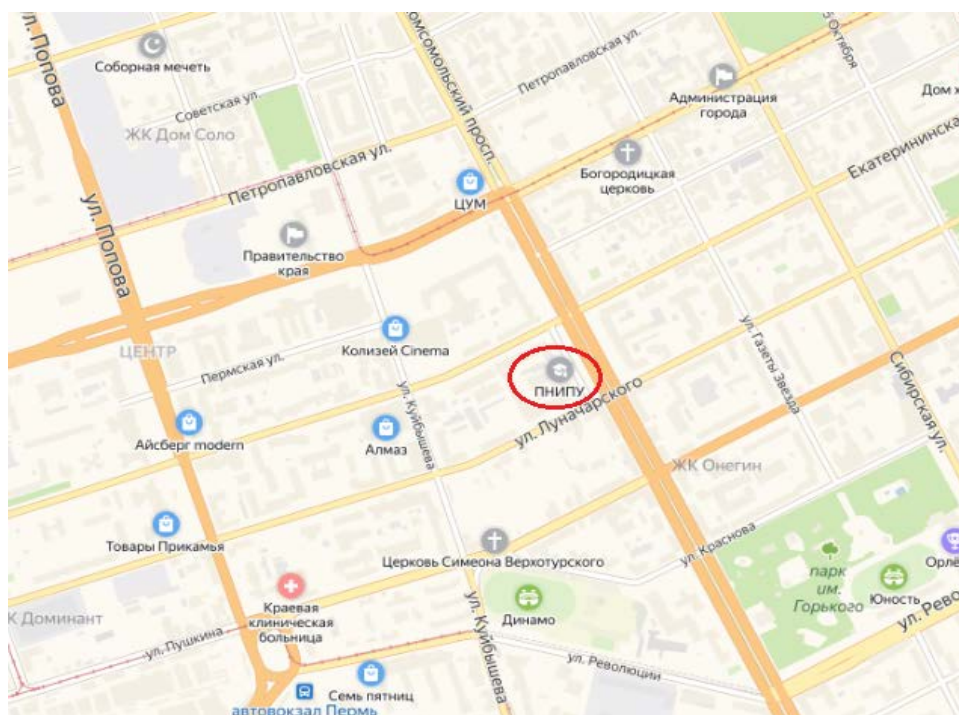 ул. Попова
Соборная мечеть
Комсомольский просп.
Петропавловская ул.
Администрация
города
Октября
Дом х
Советская ул.
ЖК Дом Соло
Петропавловская ул.
ЦУМ
Богородицкая
церковь
Екатерининска
ул. Попова
Правительство
края
ЦЕНТР
Пермская ул.
Колизей Cinema
ул. Куйбышева
ПНИПУ
ул. Луначарского
ул. Газеты Звезда
Сибирская ул.
Айсберг modern
Алмаз
ЖК Онегин
Товары Прикамья
Церковь Симеона Верхотурского
ул. Краснова
парк
им.
Горького
Юность
Орлё
К Доминант
Краевая
клиническая
больница
Динамо
ул. Рево
ул. Пушкина
ул. Куйбышева
ул. Революции
Семь пятниц
автовокзал Пермь